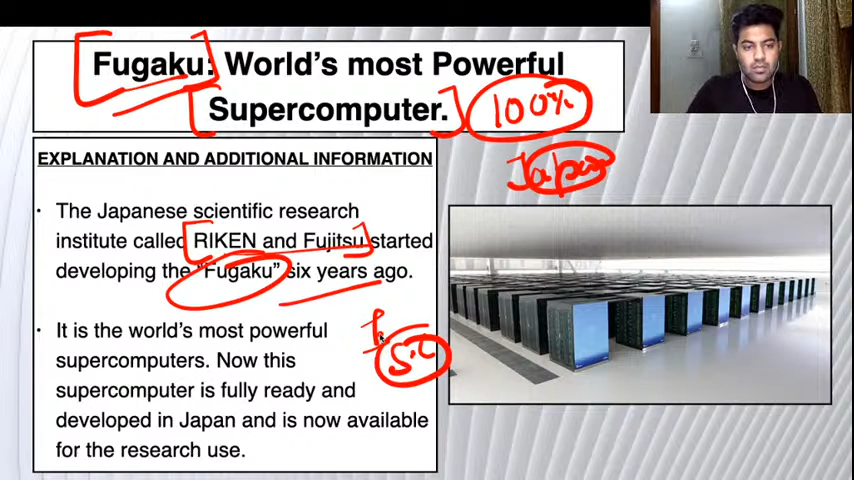 Fugaku: World's most Powerful
Supercomputer.
100%
Japan
EXPLANATION AND ADDITIONAL INFORMATION
• The Japanese scientific research
institute called RIKEN and Fujitsu started
developing the "Fugaku" six years ago.
• It is the world's most powerful
supercomputers. Now this
supercomputer is fully ready and
developed in Japan and is now available
for the research use.
S.C